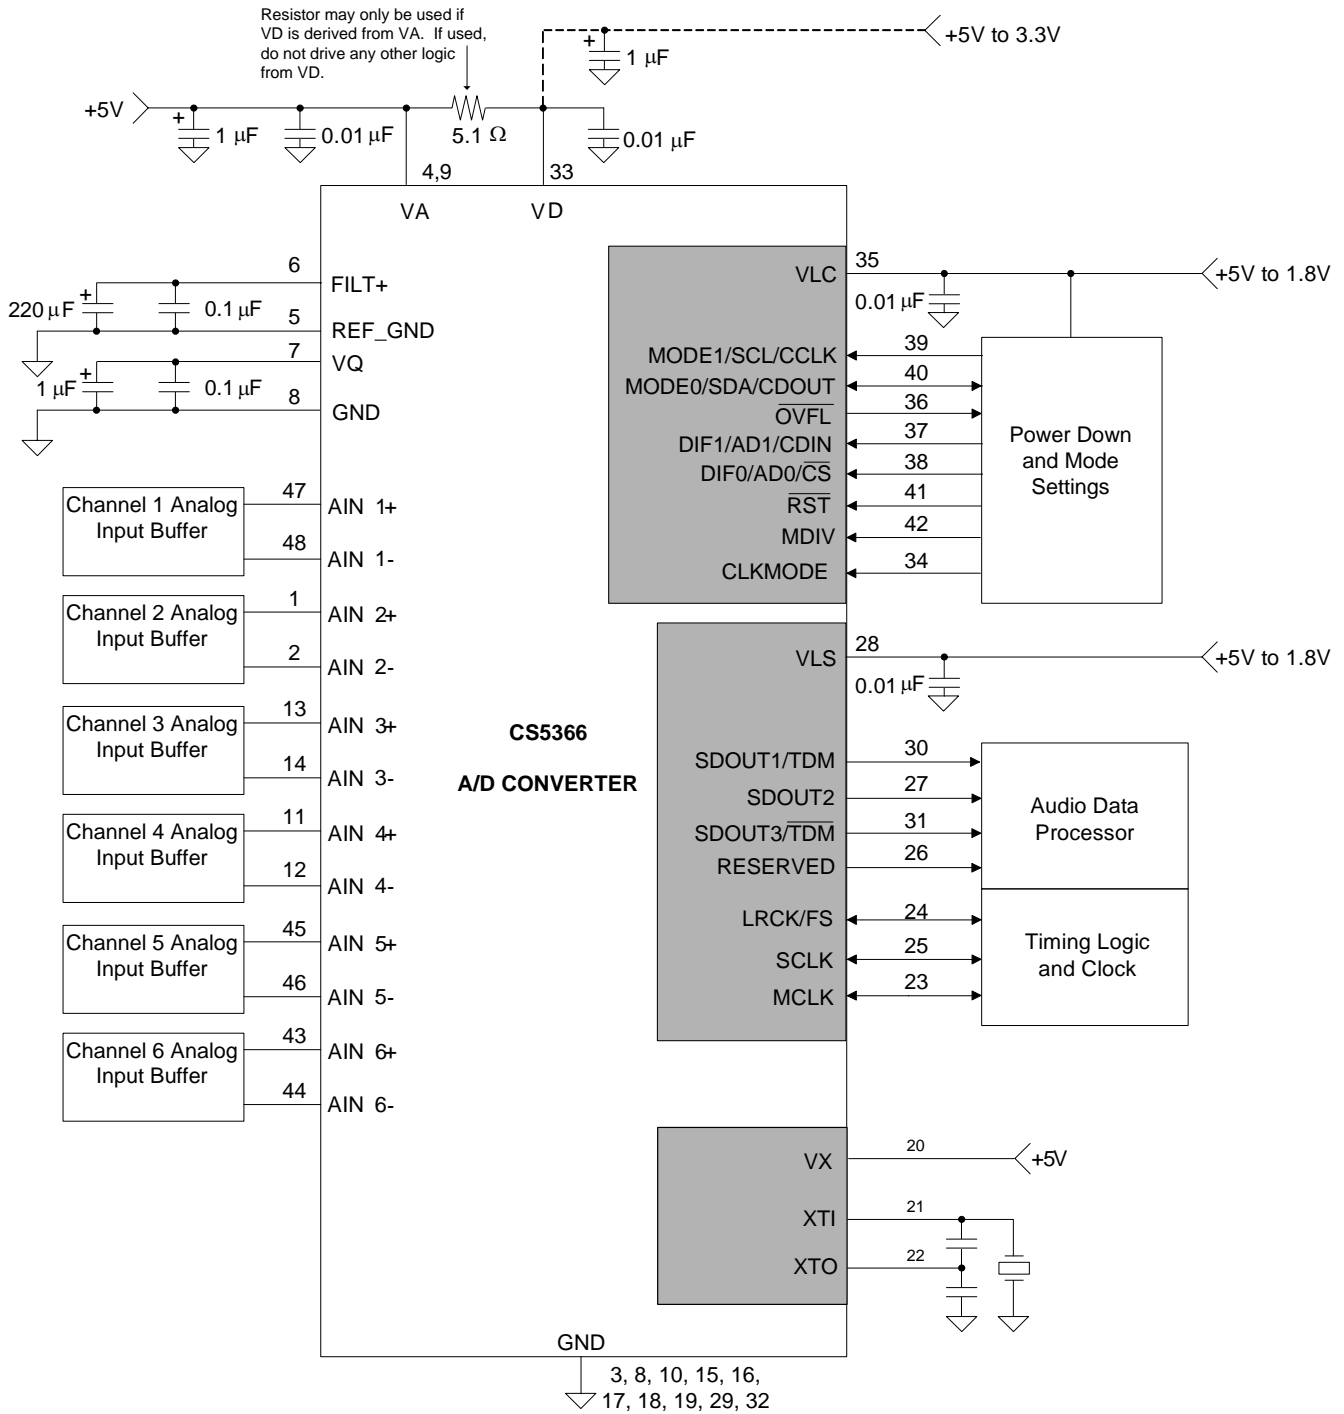 Resistor may only be used if
VD is derived from VA. If used,
do not drive any other logic
from VD.
+
1 µF
+5V to 3.3V
+5V
+
1 µF
0.01 µF
5.1 Ω
0.01 µF
4,9
33
VA
VD
6
FILT+
220 µF
+
0.1 µF
5
REF_GND
7
VQ
1 µF
+
0.1 µF
8
GND
VLC
35
0.01 µF
+5V to 1.8V
MODE1/SCL/CCLK
39
MODE0/SDA/CDOUT
40
OVFL
36
DIF1/AD1/CDIN
37
DIF0/AD0/CS
38
RST
41
MDIV
42
CLKMODE
34
Power Down
and Mode
Settings
Channel 1 Analog
Input Buffer
47
AIN 1+
48
AIN 1-
Channel 2 Analog
Input Buffer
1
AIN 2+
2
AIN 2-
Channel 3 Analog
Input Buffer
13
AIN 3+
14
AIN 3-
Channel 4 Analog
Input Buffer
11
AIN 4+
12
AIN 4-
Channel 5 Analog
Input Buffer
45
AIN 5+
46
AIN 5-
Channel 6 Analog
Input Buffer
43
AIN 6+
44
AIN 6-
CS5366
A/D CONVERTER
VLS
28
0.01 µF
+5V to 1.8V
SDOUT1/TDM
30
SDOUT2
27
SDOUT3/TDM
31
RESERVED
26
Audio Data
Processor
LRCK/FS
24
SCLK
25
MCLK
23
Timing Logic
and Clock
VX
20
+5V
XTI
21
XTO
22
GND
3, 8, 10, 15, 16,
17, 18, 19, 29, 32